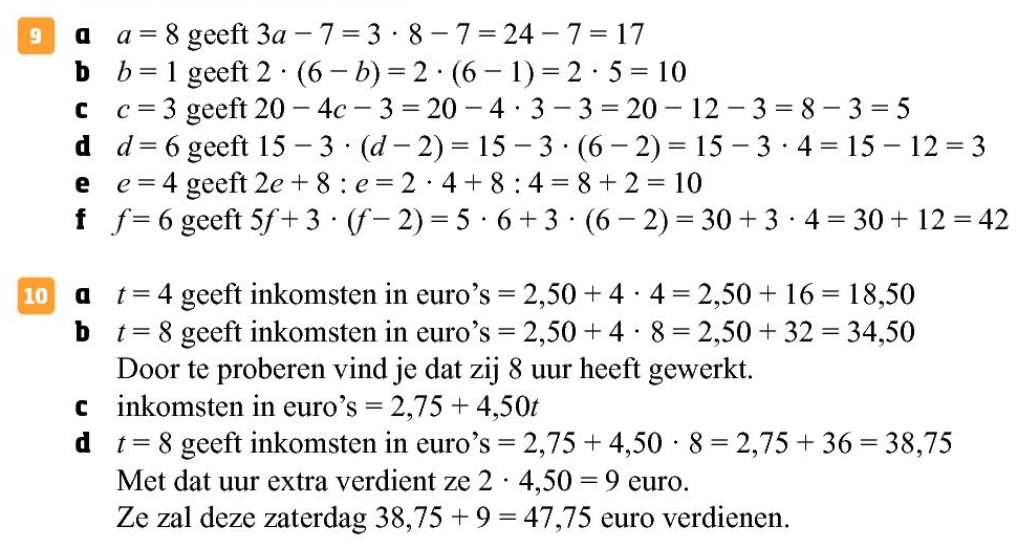 9 a a = 8 geeft 3a − 7 = 3 · 8 − 7 = 24 − 7 = 17
b b = 1 geeft 2 · (6 − b) = 2 · (6 − 1) = 2 · 5 = 10
c c = 3 geeft 20 − 4c − 3 = 20 − 4 · 3 − 3 = 20 − 12 − 3 = 8 − 3 = 5
d d = 6 geeft 15 − 3 · (d − 2) = 15 − 3 · (6 − 2) = 15 − 3 · 4 = 15 − 12 = 3
e e = 4 geeft 2e + 8 : e = 2 · 4 + 8 : 4 = 8 + 2 = 10
f f = 6 geeft 5f + 3 · (f − 2) = 5 · 6 + 3 · (6 − 2) = 30 + 3 · 4 = 30 + 12 = 42
10 a t = 4 geeft inkomsten in euro’s = 2,50 + 4 · 4 = 2,50 + 16 = 18,50
b t = 8 geeft inkomsten in euro’s = 2,50 + 4 · 8 = 2,50 + 32 = 34,50
Door te proberen vind je dat zij 8 uur heeft gewerkt.
c inkomsten in euro’s = 2,75 + 4,50t
d t = 8 geeft inkomsten in euro’s = 2,75 + 4,50 · 8 = 2,75 + 36 = 38,75
Met dat uur extra verdient ze 2 · 4,50 = 9 euro.
Ze zal deze zaterdag 38,75 + 9 = 47,75 euro verdienen.